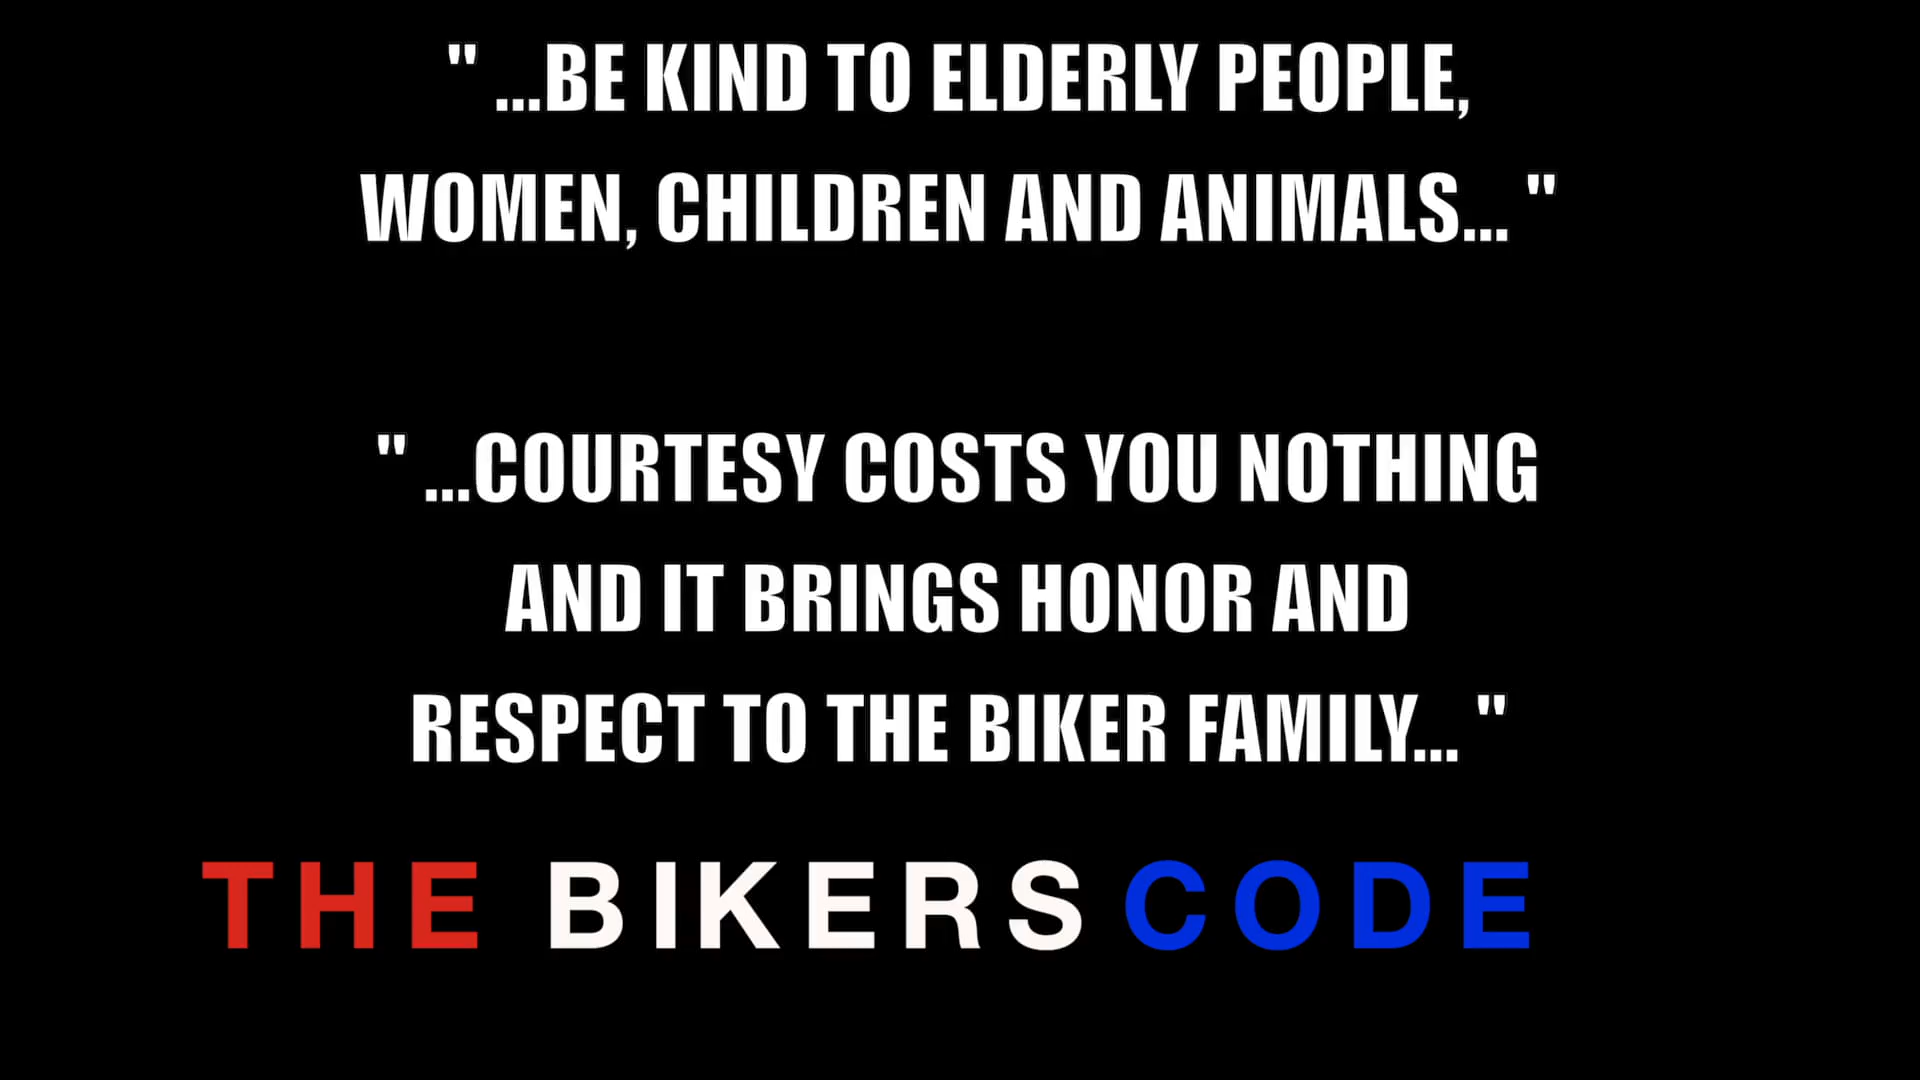 " ...BE KIND TO ELDERLY PEOPLE,
WOMEN, CHILDREN AND ANIMALS... "
" ...COURTESY COSTS YOU NOTHING
AND IT BRINGS HONOR AND
RESPECT TO THE BIKER FAMILY... "
THE BIKERS CODE